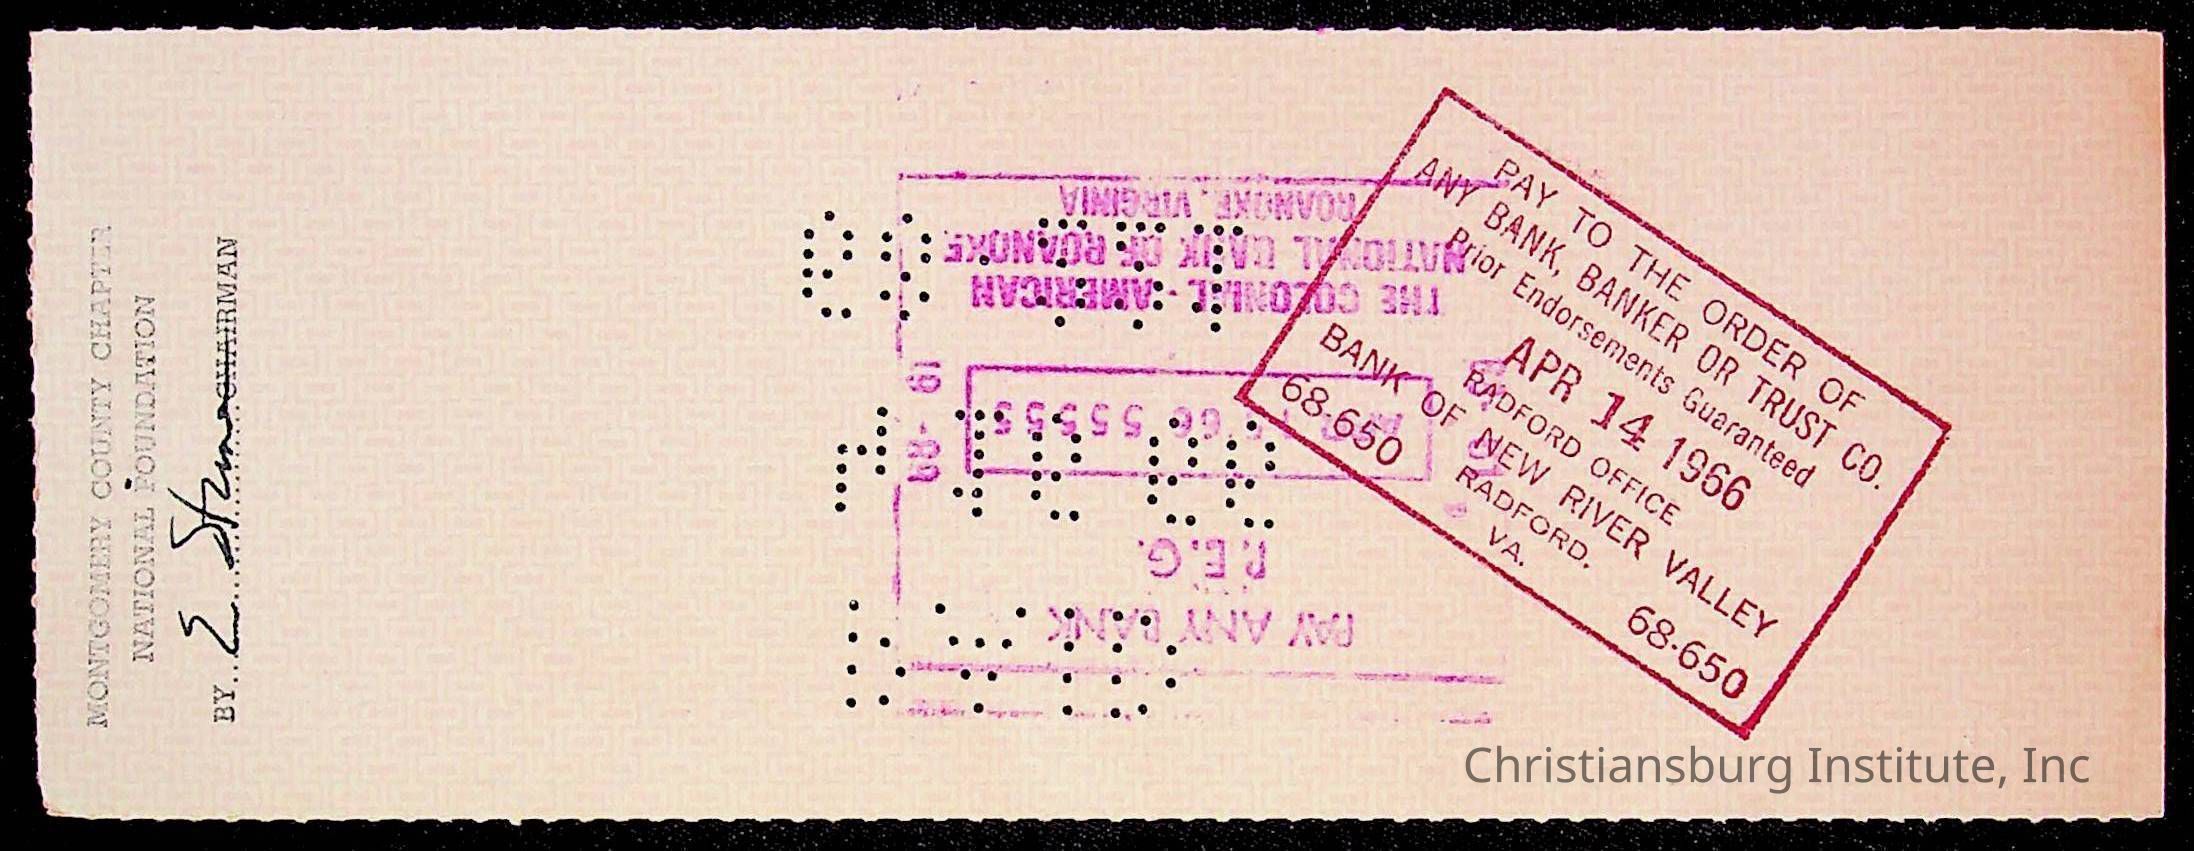 MONTGOMERY COUNTY CHAPTER
NATIONAL FOUNDATION
BY CHAIRMAN
PAY ANY BANK
P.E.G.
THE COLONIAL-AMERICAN
NATIONAL BANK OF ROANOKE
ROANOKE, VIRGINIA
PAY TO THE ORDER OF
ANY BANK, BANKER OR TRUST CO.
Prior Endorsements Guaranteed
APR 14 1966
RADFORD OFFICE
BANK OF NEW RIVER VALLEY
68-650 RADFORD, 68-650
VA.
Christiansburg Institute, Inc